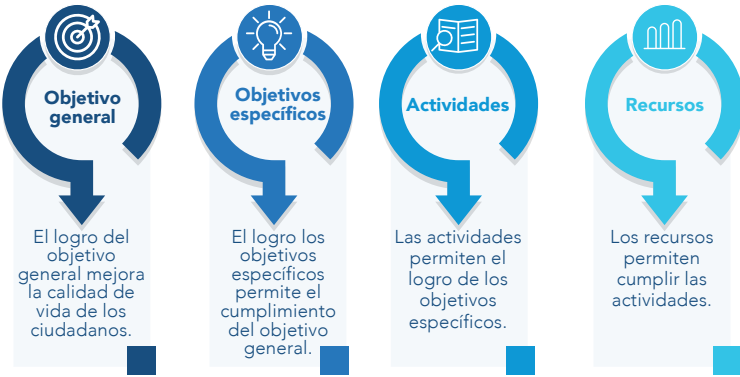 Objetivo
general
El logro del
objetivo
general mejora
la calidad de
vida de los
ciudadanos.
Objetivos
específicos
El logro los
objetivos
específicos
permite el
cumplimiento
del objetivo
general.
Actividades
Las actividades
permiten el
logro de los
objetivos
específicos.
Recursos
Los recursos
permiten
cumplir las
actividades.